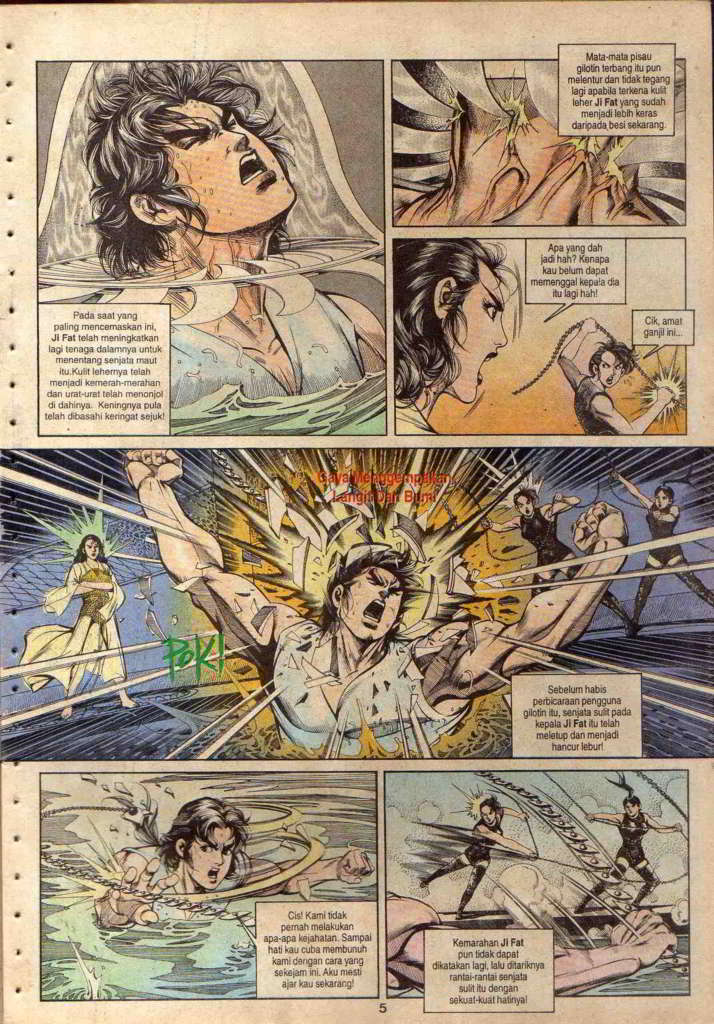 Pada saat yang
paling mencemaskan ini,
Ji Fat telah meningkatkan
lagi tenaga dalamnya untuk
menentang senjata maut
itu.Kulit lehernya telah
menjadi kemerah-merahan
dan urat-urat telah menonjol
di dahinya. Keningnya pula
telah dibasahi keringat sejuk!
Mata-mata pisau
gilotin terbang itu pun
melentur dan tidak tegang
lagi apabila terkena kulit
leher Ji Fat yang sudah
menjadi lebih keras
daripada besi sekarang.
Apa yang dah
jadi hah? Kenapa
kau belum dapat
memenggal kepala dia
itu lagi hah!
Cik, amat
ganjil ini...
Gaya Menggempakan
Langit Dan Bumi
POK!
Sebelum habis
perbicaraan pengguna
gilotin itu, senjata sulit pada
kepala Ji Fat itu telah
meletup dan menjadi
hancur lebur!
Cis! Kami tidak
pernah melakukan
apa-apa kejahatan. Sampai
hati kau cuba membunuh
kami dengan cara yang
sekejam ini. Aku mesti
ajar kau sekarang!
Kemarahan Ji Fat
pun tidak dapat
dikatakan lagi, lalu ditariknya
rantai-rantai senjata
sulit itu dengan
sekuat-kuat hatinya!
5